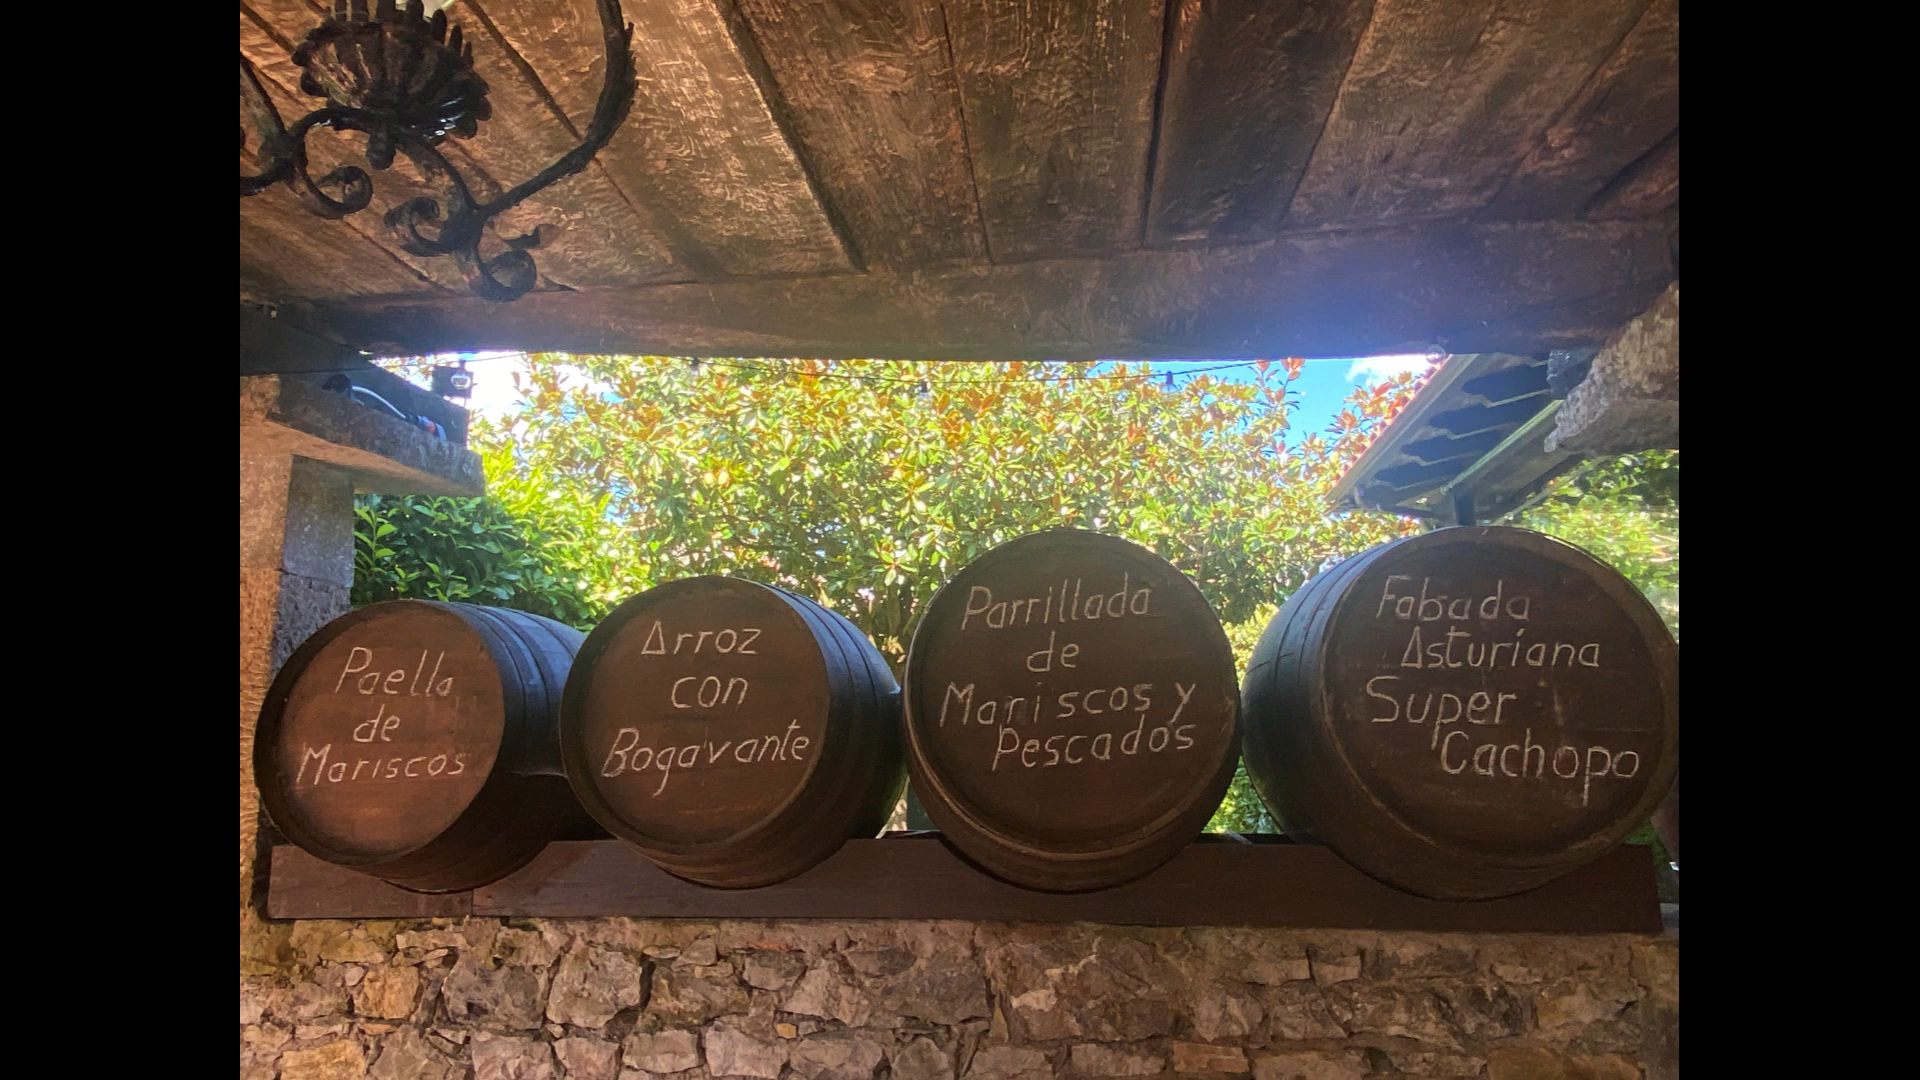 Paella
de
Mariscos
Arroz
con
Bogavante
Parrillada
de
Mariscos y
Pescados
Fabada
Asturiana
Super
Cachopo